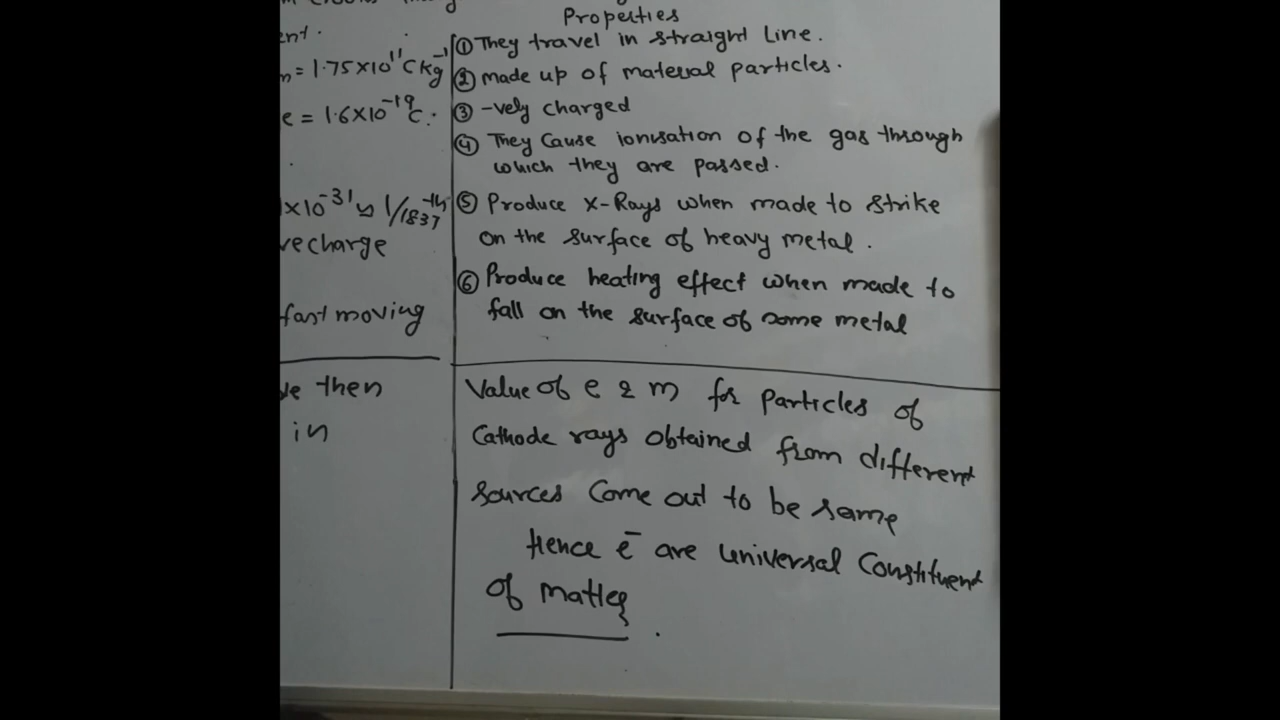 ent.
m = 1.75×10¹¹ C kg⁻¹
e = 1.6×10⁻¹⁹ C.
×10⁻³¹ ↘ 1/1837th
ve charge
fast moving
ve then
in
Properties
① They travel in straight Line.
② made up of material particles.
③ -vely charged
④ They Cause ionisation of the gas through
which they are passed.
⑤ Produce X-Rays when made to strike
on the surface of heavy metal.
⑥ Produce heating effect when made to
fall on the surface of some metal
Value of e & m for particles of
Cathode rays obtained from different
sources Come out to be same
Hence e⁻ are universal Constituent
of matter